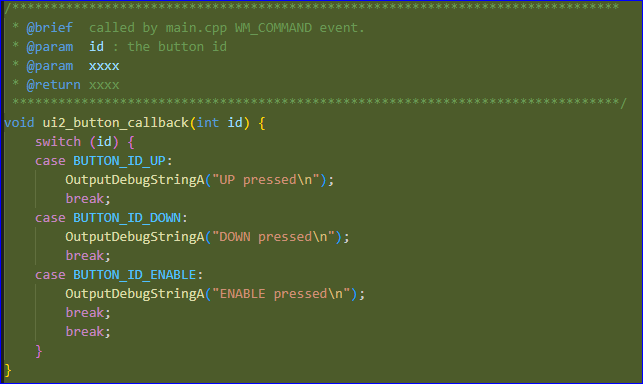 /*******************************************************************************
 * @brief  called by main.cpp WM_COMMAND event.
 * @param  id : the button id
 * @param  xxxx
 * @return xxxx
 *******************************************************************************/
void ui2_button_callback(int id) {
    switch (id) {
    case BUTTON_ID_UP:
        OutputDebugStringA("UP pressed\n");
        break;
    case BUTTON_ID_DOWN:
        OutputDebugStringA("DOWN pressed\n");
        break;
    case BUTTON_ID_ENABLE:
        OutputDebugStringA("ENABLE pressed\n");
        break;
        break;
    }
}